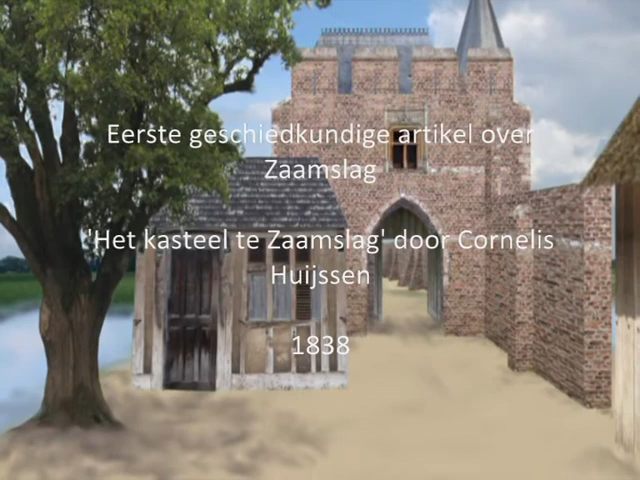 Eerste geschiedkundige artikel over
Zaamslag
'Het kasteel te Zaamslag' door Cornelis
Huijssen
1838